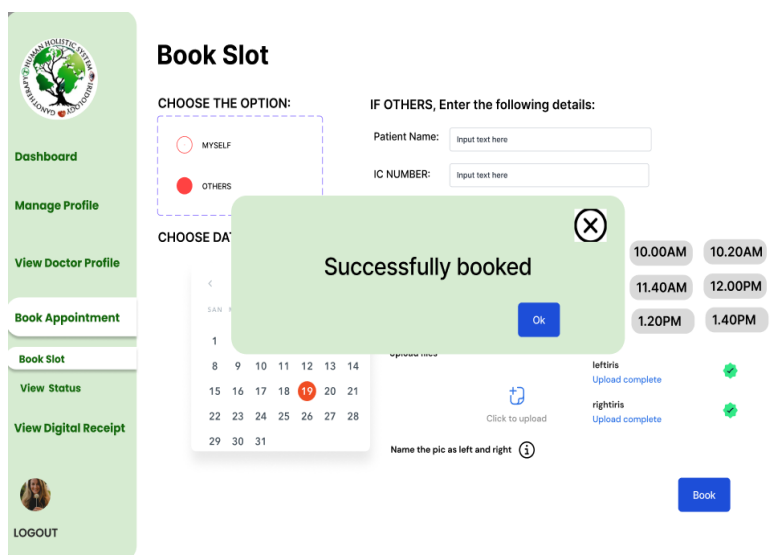 HUMAN HOLISTIC SYSTEM
IRIDOLOGY
GANOTHERAPY
Dashboard
Manage Profile
View Doctor Profile
Book Appointment
Book Slot
View Status
View Digital Receipt
LOGOUT
Book Slot
CHOOSE THE OPTION:
MYSELF
OTHERS
IF OTHERS, Enter the following details:
Patient Name: Input text here
IC NUMBER: Input text here
CHOOSE DA
Successfully booked
Ok
10.00AM 10.20AM
11.40AM 12.00PM
1.20PM 1.40PM
SAN
1
8 9 10 11 12 13 14
15 16 17 18 19 20 21
22 23 24 25 26 27 28
29 30 31
Upload files
Click to upload
leftiris
Upload complete
rightiris
Upload complete
Name the pic as left and right
Book